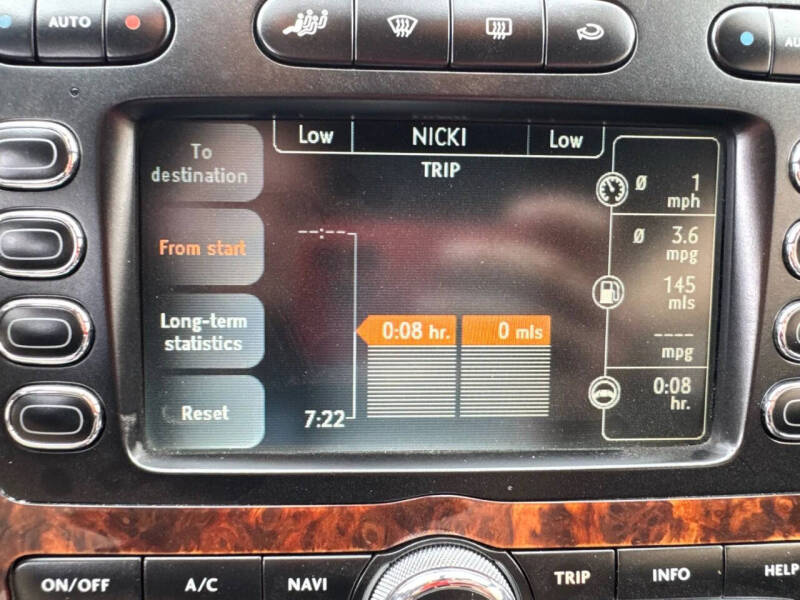 AUTO
Low NICKI Low
TRIP
To
destination
From start
Long-term
statistics
Reset
--:--
0:08 hr. 0 mls
7:22
Ø 1
mph
Ø 3.6
mpg
145
mls
----
mpg
0:08
hr.
AU
ON/OFF A/C NAVI TRIP INFO HELP